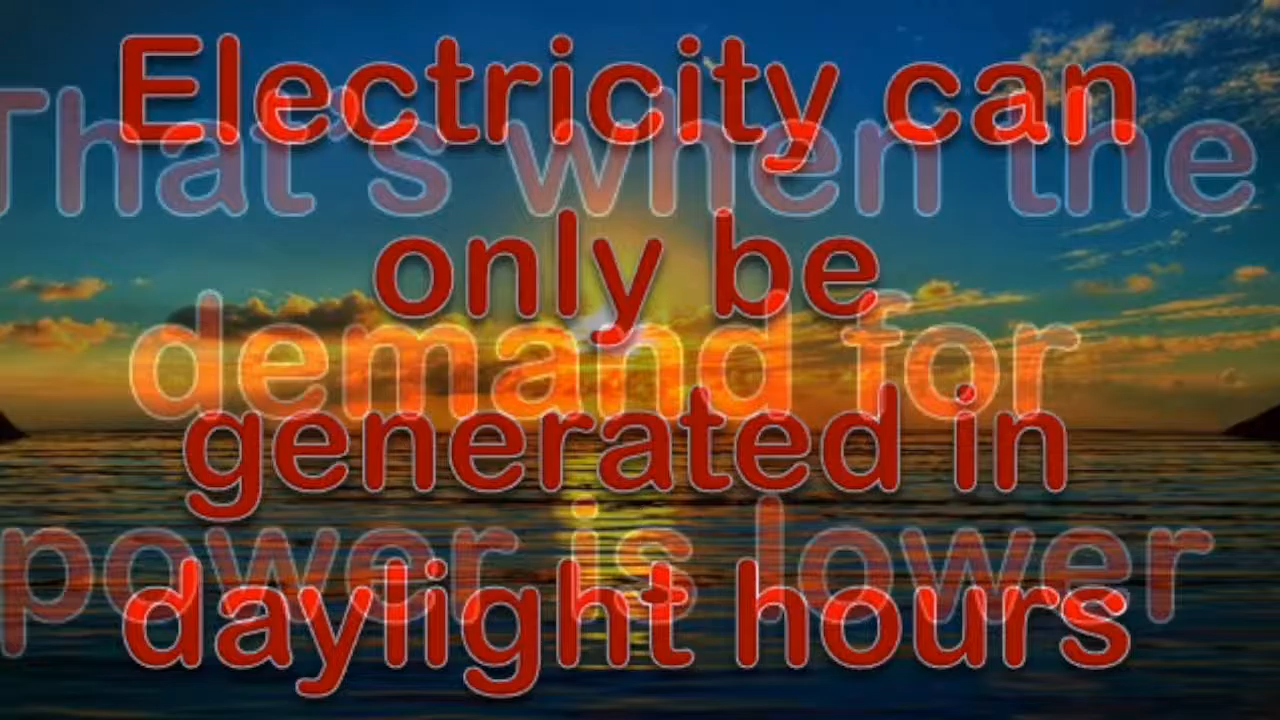 Electricity can
only be
generated in
daylight hours
That's when the
demand for
power is lower